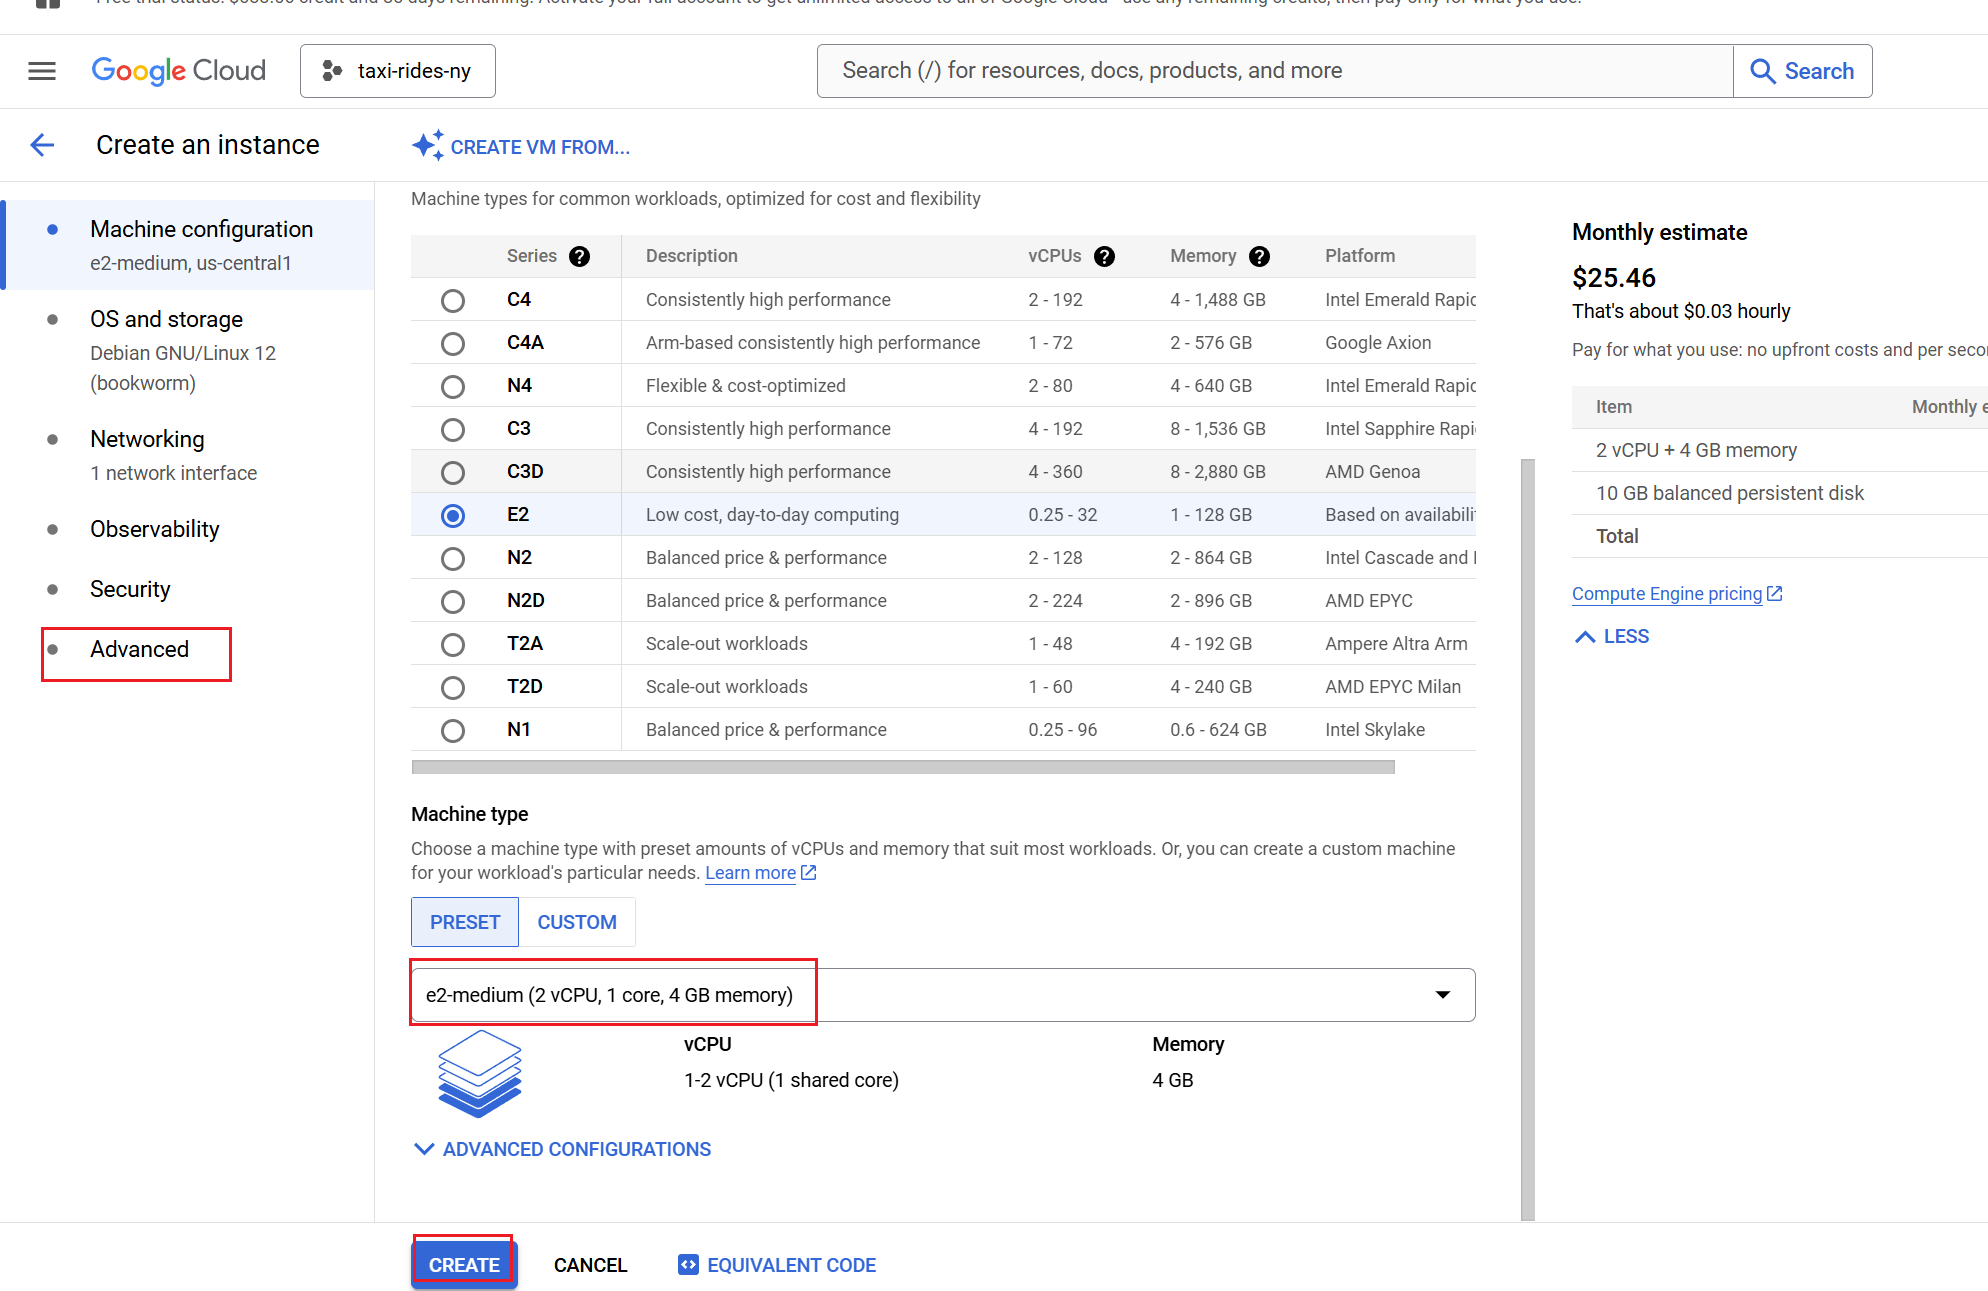 Google Cloud
taxi-rides-ny
Search (/) for resources, docs, products, and more
Search
Create an instance
CREATE VM FROM...
Machine configuration
e2-medium, us-central1
OS and storage
Debian GNU/Linux 12
(bookworm)
Networking
1 network interface
Observability
Security
Advanced
Machine types for common workloads, optimized for cost and flexibility
Series ? Description vCPUs ? Memory ? Platform
C4 Consistently high performance 2 - 192 4 - 1,488 GB Intel Emerald Rapid
C4A Arm-based consistently high performance 1 - 72 2 - 576 GB Google Axion
N4 Flexible & cost-optimized 2 - 80 4 - 640 GB Intel Emerald Rapid
C3 Consistently high performance 4 - 192 8 - 1,536 GB Intel Sapphire Rapi
C3D Consistently high performance 4 - 360 8 - 2,880 GB AMD Genoa
E2 Low cost, day-to-day computing 0.25 - 32 1 - 128 GB Based on availabili
N2 Balanced price & performance 2 - 128 2 - 864 GB Intel Cascade and
N2D Balanced price & performance 2 - 224 2 - 896 GB AMD EPYC
T2A Scale-out workloads 1 - 48 4 - 192 GB Ampere Altra Arm
T2D Scale-out workloads 1 - 60 4 - 240 GB AMD EPYC Milan
N1 Balanced price & performance 0.25 - 96 0.6 - 624 GB Intel Skylake
Machine type
Choose a machine type with preset amounts of vCPUs and memory that suit most workloads. Or, you can create a custom machine
for your workload's particular needs. Learn more
PRESET CUSTOM
e2-medium (2 vCPU, 1 core, 4 GB memory)
vCPU Memory
1-2 vCPU (1 shared core) 4 GB
ADVANCED CONFIGURATIONS
CREATE CANCEL EQUIVALENT CODE
Monthly estimate
$25.46
That's about $0.03 hourly
Pay for what you use: no upfront costs and per seco
Item Monthly e
2 vCPU + 4 GB memory
10 GB balanced persistent disk
Total
Compute Engine pricing
LESS